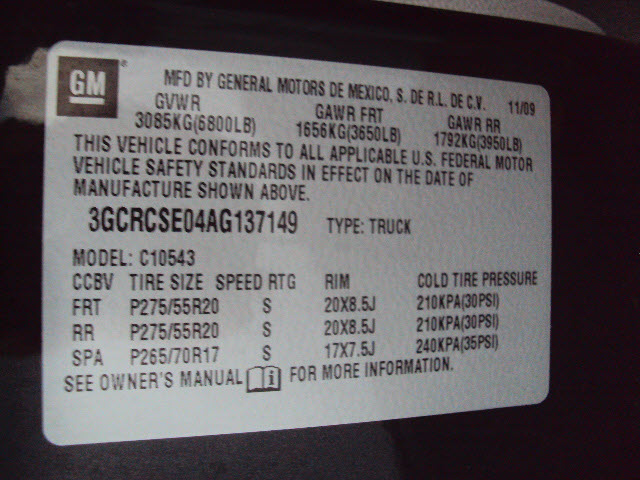 GM MFD BY GENERAL MOTORS DE MEXICO, S. DE R.L. DE C.V. 11/09
GVWR GAWR FRT GAWR RR
3085KG(6800LB) 1656KG(3650LB) 1792KG(3950LB)
THIS VEHICLE CONFORMS TO ALL APPLICABLE U.S. FEDERAL MOTOR
VEHICLE SAFETY STANDARDS IN EFFECT ON THE DATE OF
MANUFACTURE SHOWN ABOVE.
3GCRCSE04AG137149 TYPE: TRUCK
MODEL: C10543
CCBV TIRE SIZE SPEED RTG RIM COLD TIRE PRESSURE
FRT P275/55R20 S 20X8.5J 210KPA(30PSI)
RR P275/55R20 S 20X8.5J 210KPA(30PSI)
SPA P265/70R17 S 17X7.5J 240KPA(35PSI)
SEE OWNER'S MANUAL i FOR MORE INFORMATION.